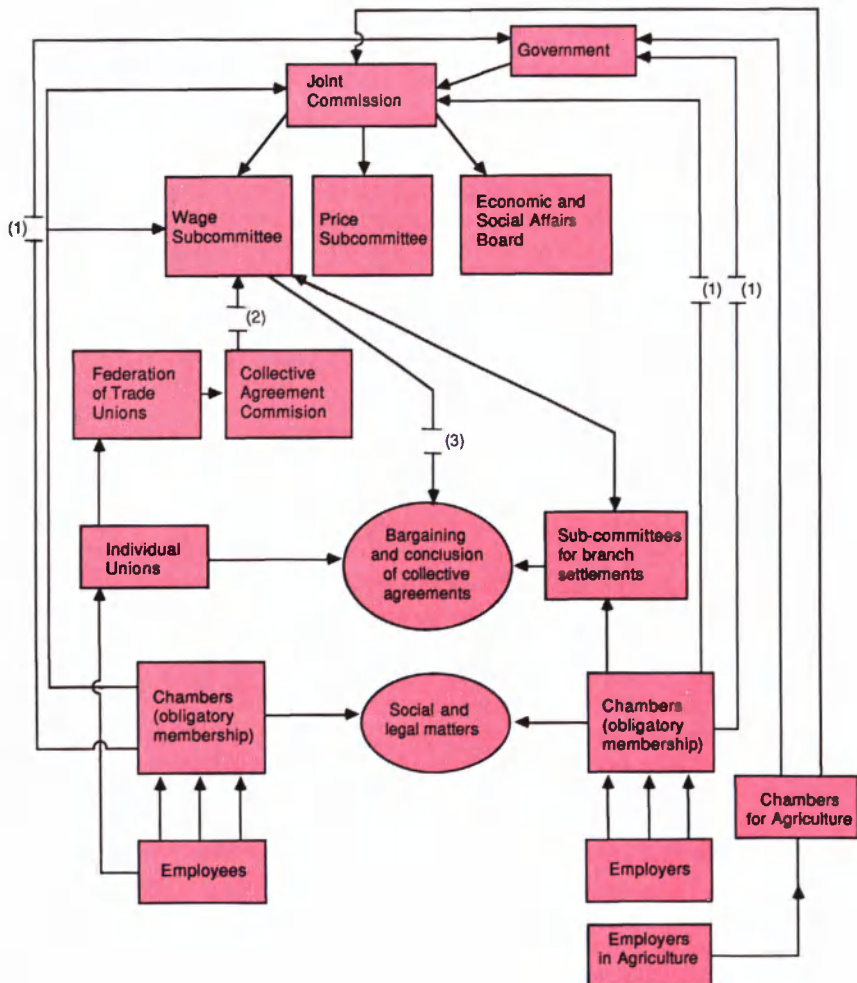 Government
Joint
Commission
Wage
Subcommittee
Price
Subcommittee
Economic and
Social Affairs
Board
(1)
(1)
(1)
(2)
Federation
of Trade
Unions
Collective
Agreement
Commision
(3)
Individual
Unions
Bargaining
and conclusion
of collective
agreements
Sub-committees
for branch
settlements
Chambers
(obligatory
membership)
Social and
legal matters
Chambers
(obligatory
membership)
Chambers
for Agriculture
Employees
Employers
Employers
in Agriculture